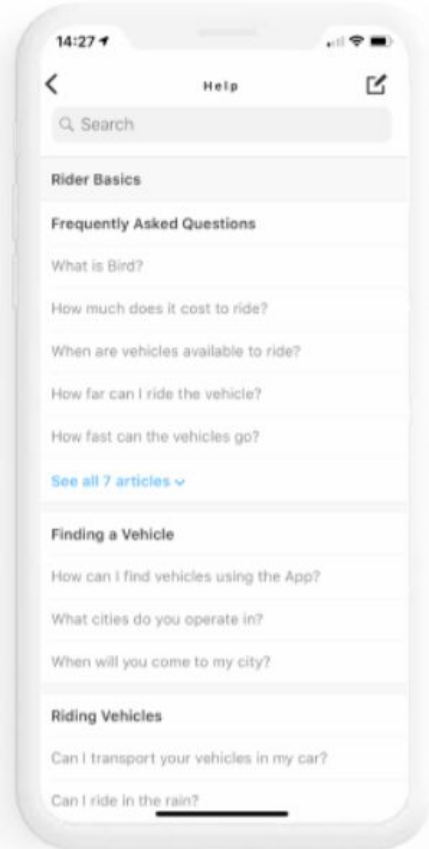 14:27
Help
Search
Rider Basics
Frequently Asked Questions
What is Bird?
How much does it cost to ride?
When are vehicles available to ride?
How far can I ride the vehicle?
How fast can the vehicles go?
See all 7 articles
Finding a Vehicle
How can I find vehicles using the App?
What cities do you operate in?
When will you come to my city?
Riding Vehicles
Can I transport your vehicles in my car?
Can I ride in the rain?